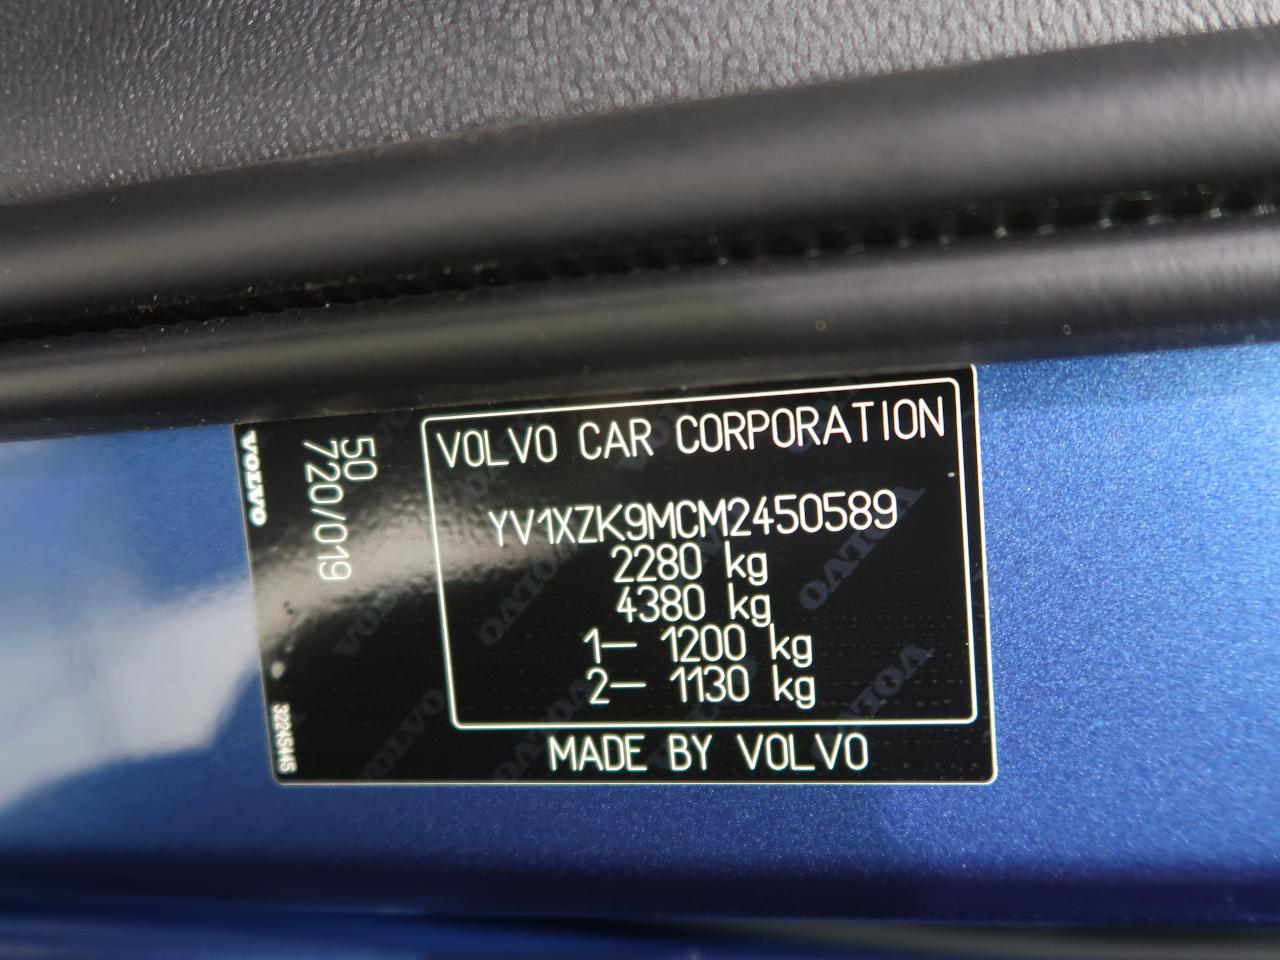 VOLVO
50
720/019
32245445
VOLVO CAR CORPORATION
YV1XZK9MCM2450589
2280 kg
4380 kg
1– 1200 kg
2– 1130 kg
MADE BY VOLVO